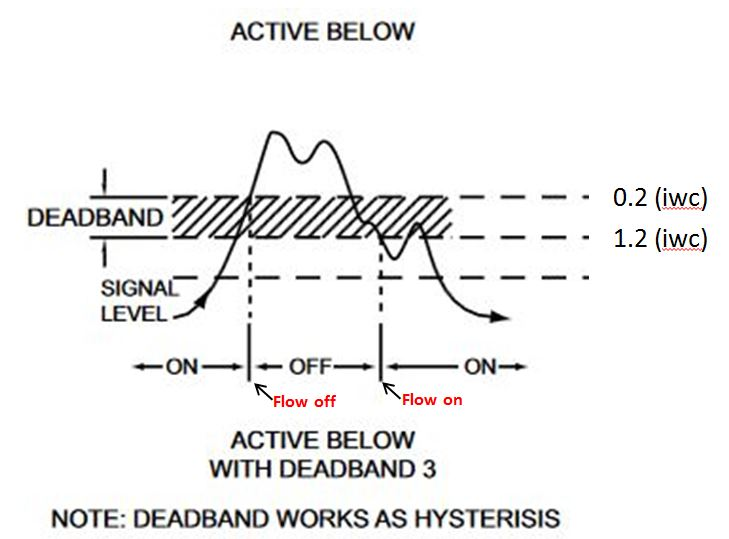 ACTIVE BELOW
DEADBAND
0.2 (iwc)
1.2 (iwc)
SIGNAL
LEVEL
ON
OFF
ON
Flow off
Flow on
ACTIVE BELOW
WITH DEADBAND 3
NOTE: DEADBAND WORKS AS HYSTERISIS